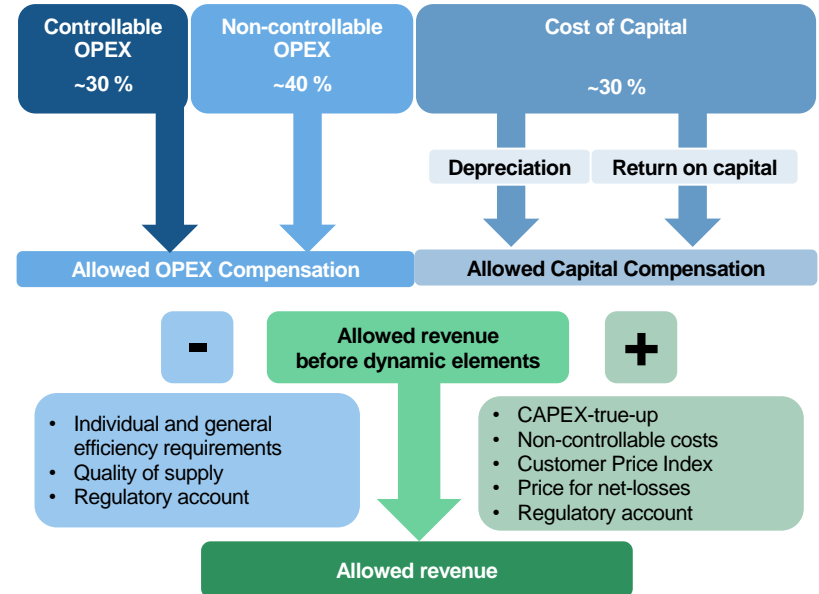 Controllable
OPEX
~30 %
Non-controllable
OPEX
~40 %
Cost of Capital
~30 %
Depreciation
Return on capital
Allowed OPEX Compensation
Allowed Capital Compensation
-
Allowed revenue
before dynamic elements
+
• Individual and general
efficiency requirements
• Quality of supply
• Regulatory account
• CAPEX-true-up
• Non-controllable costs
• Customer Price Index
• Price for net-losses
• Regulatory account
Allowed revenue